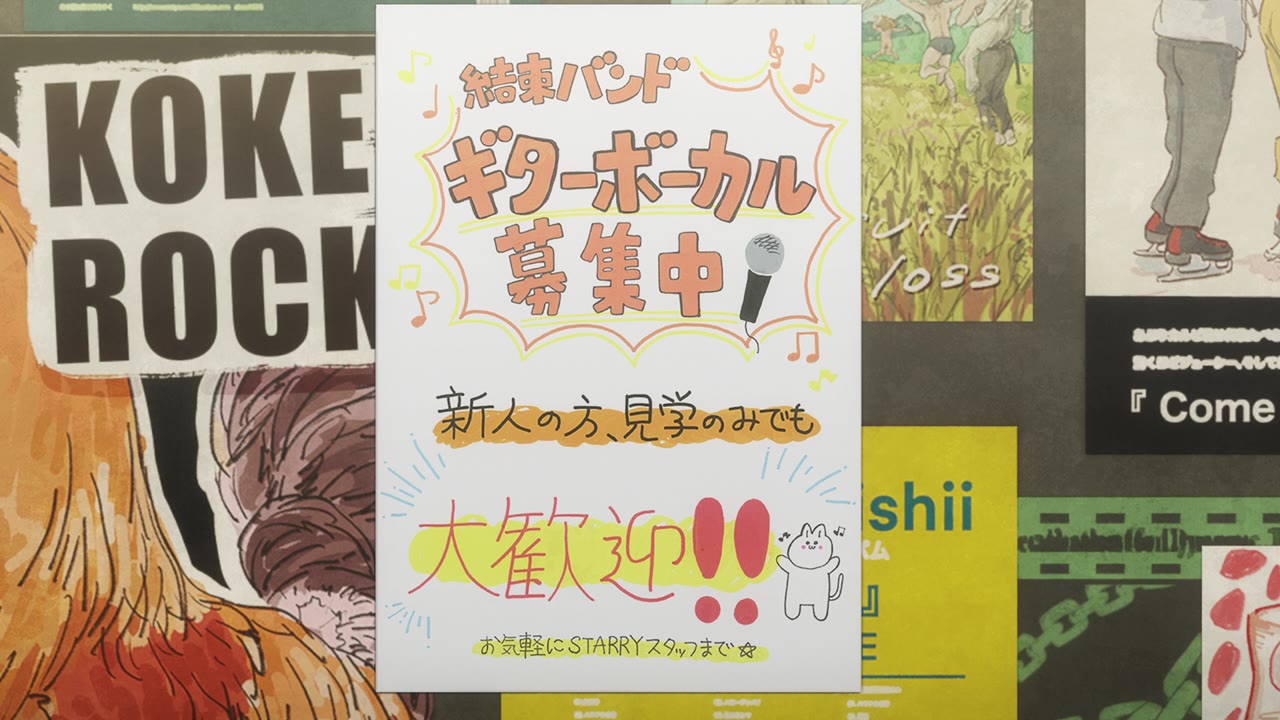 KOKE
ROCK
結束バンド
ギターボーカル
募集中
新人の方、見学のみでも
大歓迎!!
お気軽にSTARRYスタッフまで☆
uit
loss
『Come
ishii